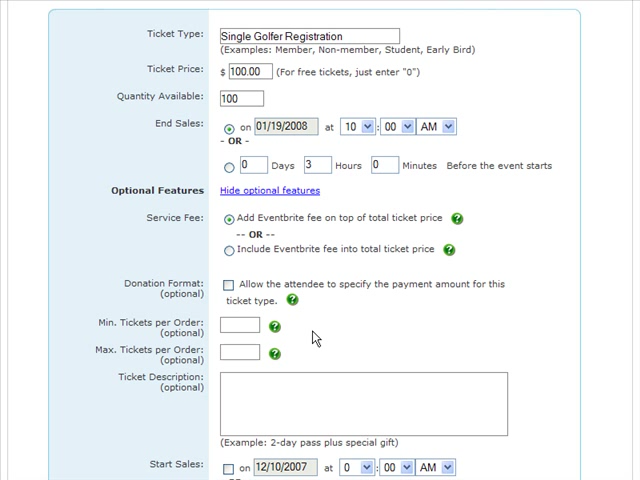 Ticket Type: Single Golfer Registration
(Examples: Member, Non-member, Student, Early Bird)
Ticket Price: $ 100.00 (For free tickets, just enter "0")
Quantity Available: 100
End Sales: on 01/19/2008 at 10 : 00 AM
- OR -
0 Days 3 Hours 0 Minutes Before the event starts
Optional Features Hide optional features
Service Fee: Add Eventbrite fee on top of total ticket price ?
-- OR --
Include Eventbrite fee into total ticket price ?
Donation Format: Allow the attendee to specify the payment amount for this
(optional) ticket type. ?
Min. Tickets per Order: ?
(optional)
Max. Tickets per Order: ?
(optional)
Ticket Description:
(optional)
(Example: 2-day pass plus special gift)
Start Sales: on 12/10/2007 at 0 : 00 AM